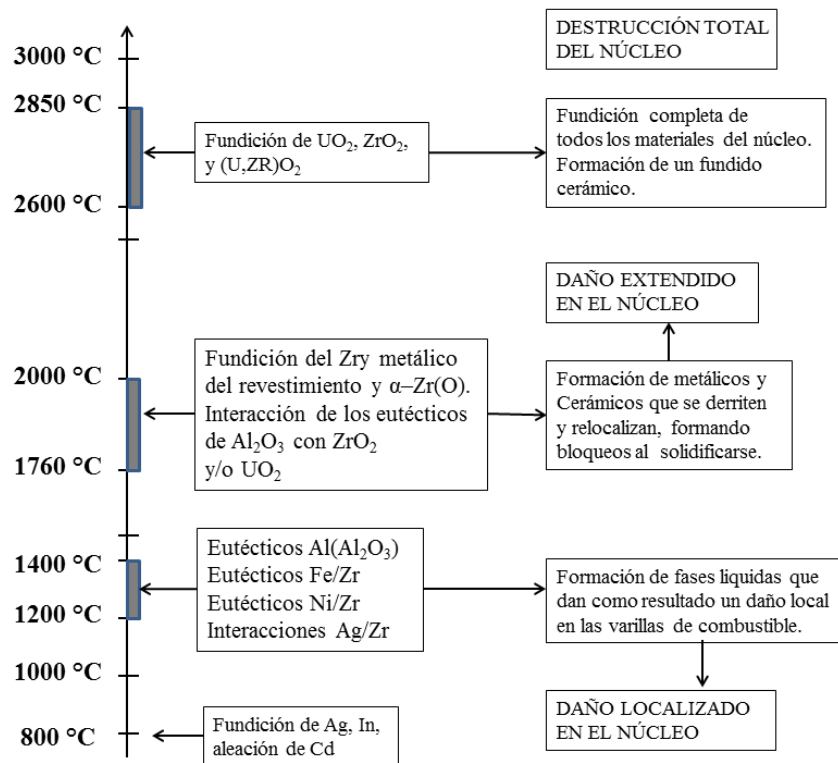 DESTRUCCIÓN TOTAL
DEL NÚCLEO
3000 °C
2850 °C
Fundición de UO₂, ZrO₂,
y (U,ZR)O₂
Fundición completa de
todos los materiales del núcleo.
Formación de un fundido
cerámico.
2600 °C
DAÑO EXTENDIDO
EN EL NÚCLEO
2000 °C
Fundición del Zry metálico
del revestimiento y α–Zr(O).
Interacción de los eutécticos
de Al₂O₃ con ZrO₂
y/o UO₂
Formación de metálicos y
Cerámicos que se derriten
y relocalizan, formando
bloqueos al solidificarse.
1760 °C
1400 °C
Eutécticos Al(Al₂O₃)
Eutécticos Fe/Zr
Eutécticos Ni/Zr
Interacciones Ag/Zr
Formación de fases liquidas que
dan como resultado un daño local
en las varillas de combustible.
1200 °C
1000 °C
DAÑO LOCALIZADO
EN EL NÚCLEO
800 °C
Fundición de Ag, In,
aleación de Cd